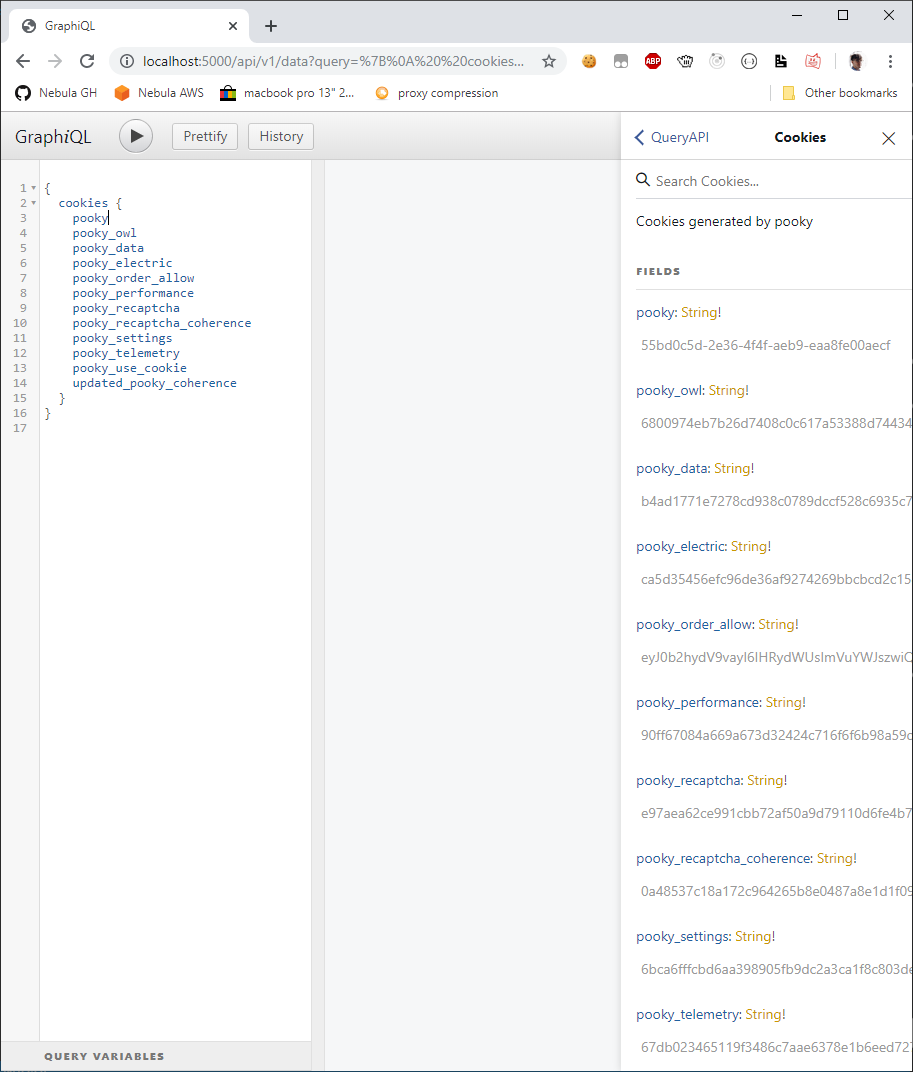 GraphiQL
localhost:5000/api/v1/data?query=%7B%0A%20%20cookies...
ABP
Nebula GH
Nebula AWS
macbook pro 13" 2...
proxy compression
Other bookmarks
GraphiQL
Prettify
History
QueryAPI
Cookies
Search Cookies...
Cookies generated by pooky
FIELDS
1 {
2 cookies {
3 pooky
4 pooky_owl
5 pooky_data
6 pooky_electric
7 pooky_order_allow
8 pooky_performance
9 pooky_recaptcha
10 pooky_recaptcha_coherence
11 pooky_settings
12 pooky_telemetry
13 pooky_use_cookie
14 updated_pooky_coherence
15 }
16 }
17
pooky: String!
55bd0c5d-2e36-4f4f-aeb9-eaa8fe00aecf
pooky_owl: String!
6800974eb7b26d7408c0c617a53388d74434
pooky_data: String!
b4ad1771e7278cd938c0789dccf528c6935c7
pooky_electric: String!
ca5d35456efc96de36af9274269bbcbcd2c15
pooky_order_allow: String!
eyJ0b2hydV9vayI6IHRydWUsImVuYWJszwiQ
pooky_performance: String!
90ff67084a669a673d32424c716f6f6b98a59c
pooky_recaptcha: String!
e97aea62ce991cbb72af50a9d79110d6fe4b7
pooky_recaptcha_coherence: String!
0a48537c18a172c964265b8e0487a8e1d1f09
pooky_settings: String!
6bca6fffcbd6aa398905fb9dc2a3ca1f8c803de
pooky_telemetry: String!
67db023465119f3486c7aae6378e1b6eed727
QUERY VARIABLES